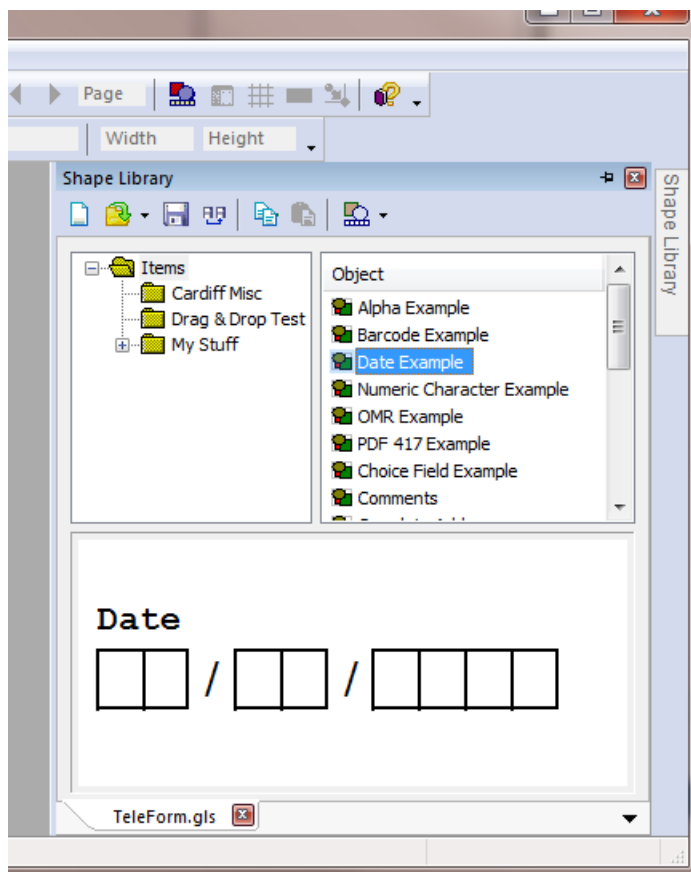 Page
Width Height
Shape Library
Shape Library
Items
Cardiff Misc
Drag & Drop Test
My Stuff
Object
Alpha Example
Barcode Example
Date Example
Numeric Character Example
OMR Example
PDF 417 Example
Choice Field Example
Comments
Date
/ /
TeleForm.gls